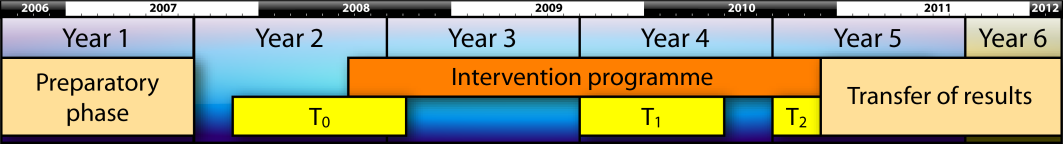 2006 2007 2008 2009 2010 2011 2012
Year 1 Year 2 Year 3 Year 4 Year 5 Year 6
Preparatory
phase
Intervention programme
Transfer of results
T0 T1 T2